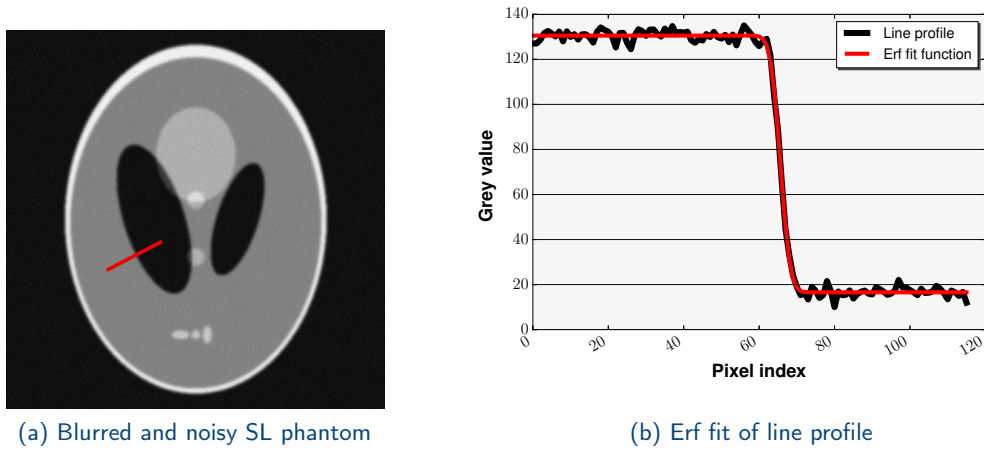 140
120
100
80
60
40
20
0
Grey value
Line profile
Erf fit function
0 20 40 60 80 100 120
Pixel index
(a) Blurred and noisy SL phantom
(b) Erf fit of line profile